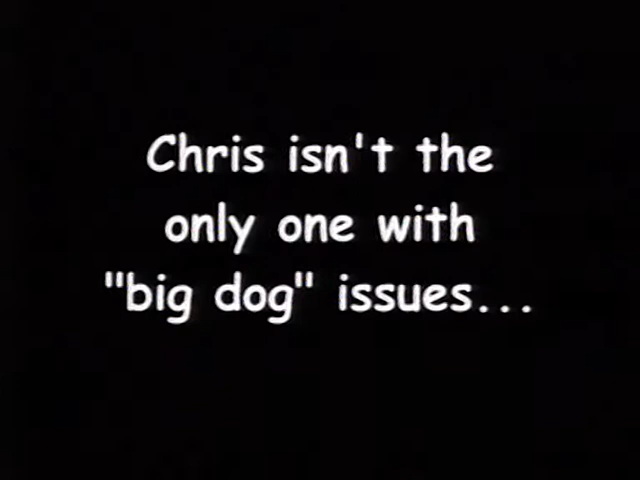 Chris isn't the
only one with
"big dog" issues...